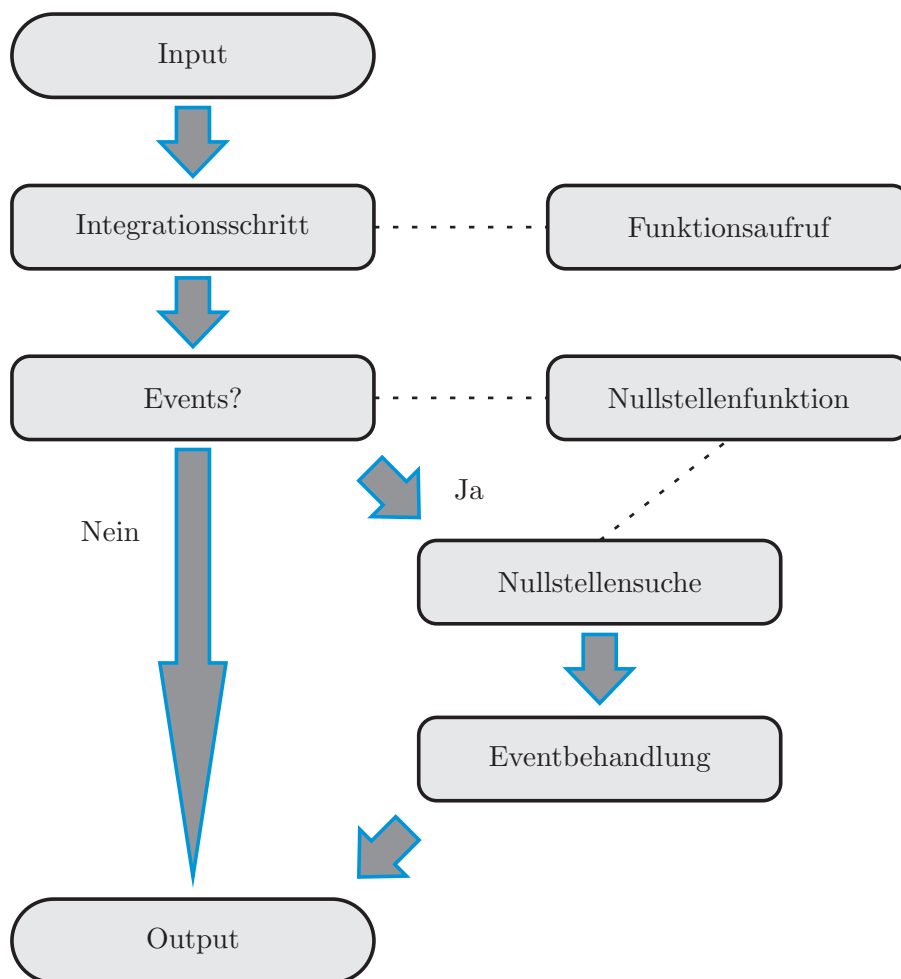 Input
Integrationsschritt
Funktionsaufruf
Events?
Nullstellenfunktion
Ja
Nein
Nullstellensuche
Eventbehandlung
Output